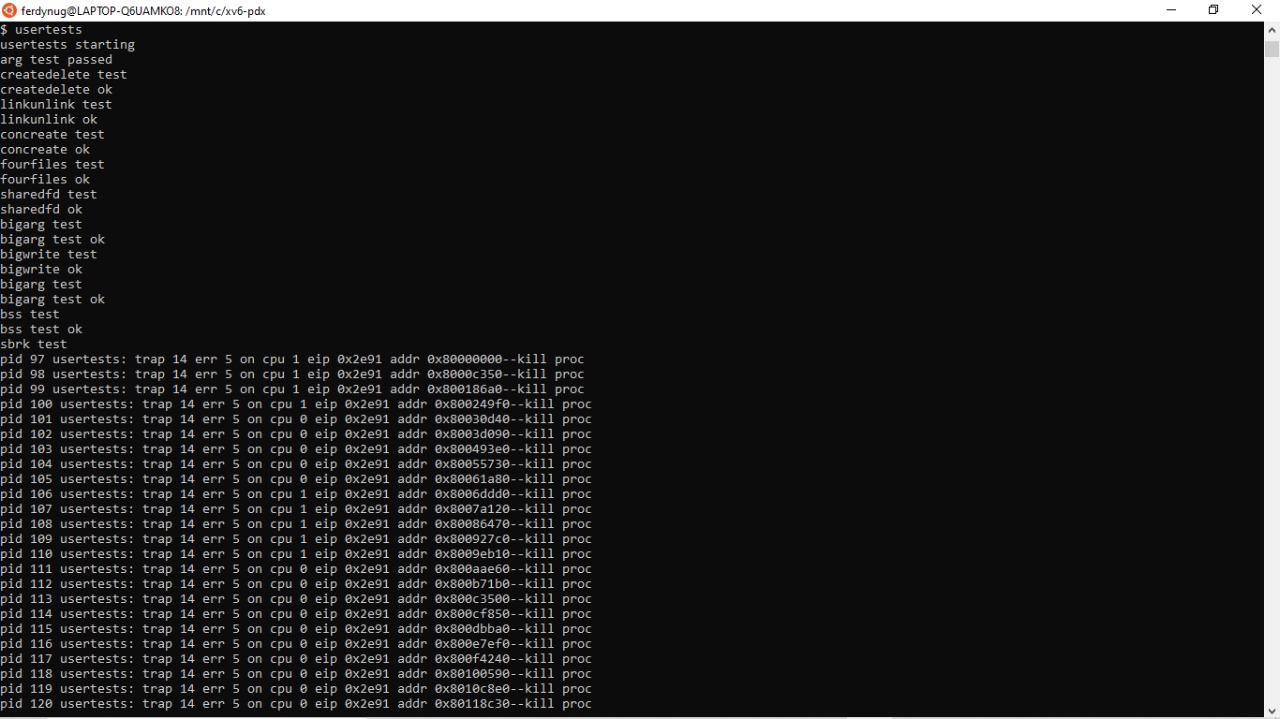 ferdynug@LAPTOP-Q6UAMKO8: /mnt/c/xv6-pdx
$ usertests
usertests starting
arg test passed
createdelete test
createdelete ok
linkunlink test
linkunlink ok
concreate test
concreate ok
fourfiles test
fourfiles ok
sharedfd test
sharedfd ok
bigarg test
bigarg test ok
bigwrite test
bigwrite ok
bigarg test
bigarg test ok
bss test
bss test ok
sbrk test
pid 97 usertests: trap 14 err 5 on cpu 1 eip 0x2e91 addr 0x80000000--kill proc
pid 98 usertests: trap 14 err 5 on cpu 1 eip 0x2e91 addr 0x8000c350--kill proc
pid 99 usertests: trap 14 err 5 on cpu 1 eip 0x2e91 addr 0x800186a0--kill proc
pid 100 usertests: trap 14 err 5 on cpu 1 eip 0x2e91 addr 0x800249f0--kill proc
pid 101 usertests: trap 14 err 5 on cpu 0 eip 0x2e91 addr 0x80030d40--kill proc
pid 102 usertests: trap 14 err 5 on cpu 0 eip 0x2e91 addr 0x8003d090--kill proc
pid 103 usertests: trap 14 err 5 on cpu 0 eip 0x2e91 addr 0x800493e0--kill proc
pid 104 usertests: trap 14 err 5 on cpu 0 eip 0x2e91 addr 0x80055730--kill proc
pid 105 usertests: trap 14 err 5 on cpu 0 eip 0x2e91 addr 0x80061a80--kill proc
pid 106 usertests: trap 14 err 5 on cpu 1 eip 0x2e91 addr 0x8006ddd0--kill proc
pid 107 usertests: trap 14 err 5 on cpu 1 eip 0x2e91 addr 0x8007a120--kill proc
pid 108 usertests: trap 14 err 5 on cpu 1 eip 0x2e91 addr 0x80086470--kill proc
pid 109 usertests: trap 14 err 5 on cpu 1 eip 0x2e91 addr 0x800927c0--kill proc
pid 110 usertests: trap 14 err 5 on cpu 1 eip 0x2e91 addr 0x8009eb10--kill proc
pid 111 usertests: trap 14 err 5 on cpu 0 eip 0x2e91 addr 0x800aae60--kill proc
pid 112 usertests: trap 14 err 5 on cpu 0 eip 0x2e91 addr 0x800b71b0--kill proc
pid 113 usertests: trap 14 err 5 on cpu 0 eip 0x2e91 addr 0x800c3500--kill proc
pid 114 usertests: trap 14 err 5 on cpu 0 eip 0x2e91 addr 0x800cf850--kill proc
pid 115 usertests: trap 14 err 5 on cpu 0 eip 0x2e91 addr 0x800dbba0--kill proc
pid 116 usertests: trap 14 err 5 on cpu 0 eip 0x2e91 addr 0x800e7ef0--kill proc
pid 117 usertests: trap 14 err 5 on cpu 0 eip 0x2e91 addr 0x800f4240--kill proc
pid 118 usertests: trap 14 err 5 on cpu 0 eip 0x2e91 addr 0x80100590--kill proc
pid 119 usertests: trap 14 err 5 on cpu 0 eip 0x2e91 addr 0x8010c8e0--kill proc
pid 120 usertests: trap 14 err 5 on cpu 0 eip 0x2e91 addr 0x80118c30--kill proc